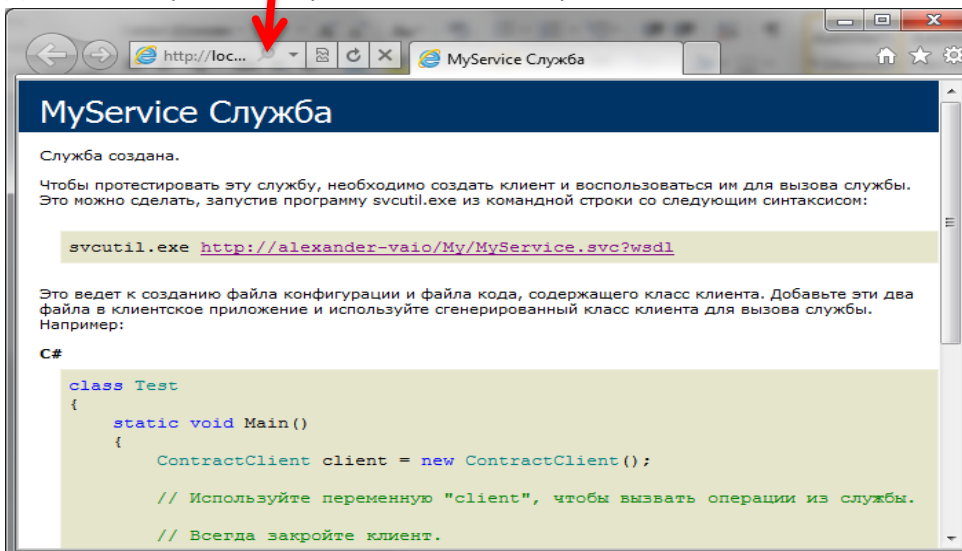 http://loc...
MyService Служба
MyService Служба
Служба создана.
Чтобы протестировать эту службу, необходимо создать клиент и воспользоваться им для вызова службы.
Это можно сделать, запустив программу svcutil.exe из командной строки со следующим синтаксисом:
svcutil.exe http://alexander-vaio/My/MyService.svc?wsdl
Это ведет к созданию файла конфигурации и файла кода, содержащего класс клиента. Добавьте эти два
файла в клиентское приложение и используйте сгенерированный класс клиента для вызова службы.
Например:
C#
class Test
{
static void Main()
{
ContractClient client = new ContractClient();
// Используйте переменную "client", чтобы вызвать операции из службы.
// Всегда закройте клиент.